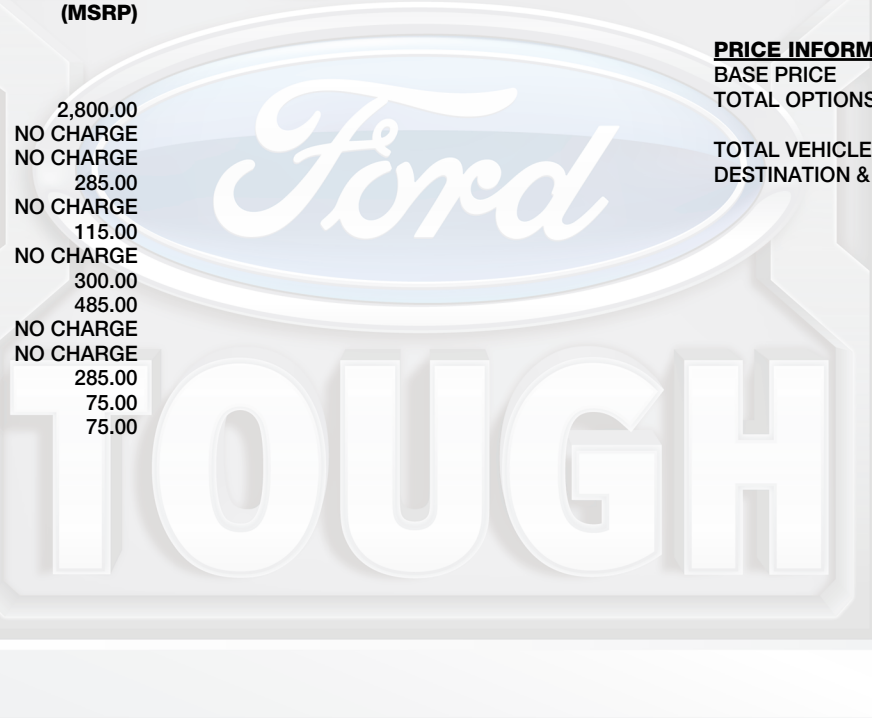 (MSRP)
2,800.00
NO CHARGE
NO CHARGE
285.00
NO CHARGE
115.00
NO CHARGE
300.00
485.00
NO CHARGE
NO CHARGE
285.00
75.00
75.00
PRICE INFORM
BASE PRICE
TOTAL OPTIONS
TOTAL VEHICLE
DESTINATION &
Ford
TOUGH